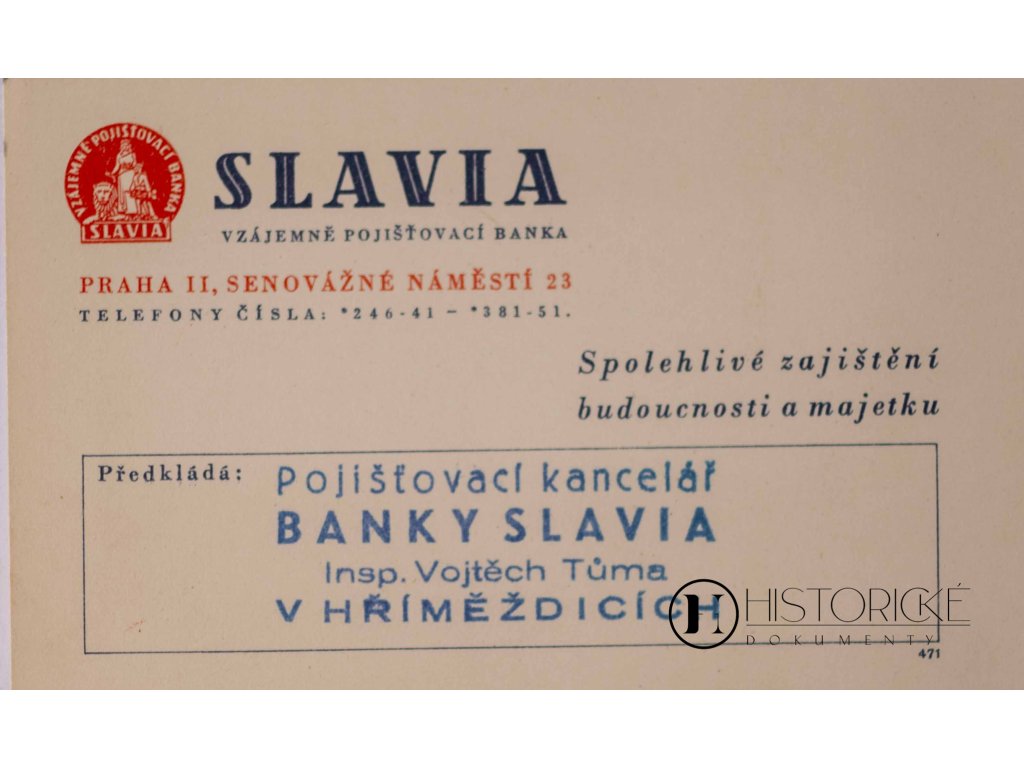 VZÁJEMNĚ POJIŠŤOVACÍ BANKA
SLAVIA
SLAVIA
VZÁJEMNĚ POJIŠŤOVACÍ BANKA
PRAHA II, SENOVÁŽNÉ NÁMĚSTÍ 23
TELEFONY ČÍSLA: *246-41 – *381-51.
Spolehlivé zajištění
budoucnosti a majetku
Předkládá:
Pojišťovací kancelář
BANKY SLAVIA
Insp. Vojtěch Tůma
V HŘÍMĚŽDICÍCH
H HISTORICKÉ
DOKUMENTY
471